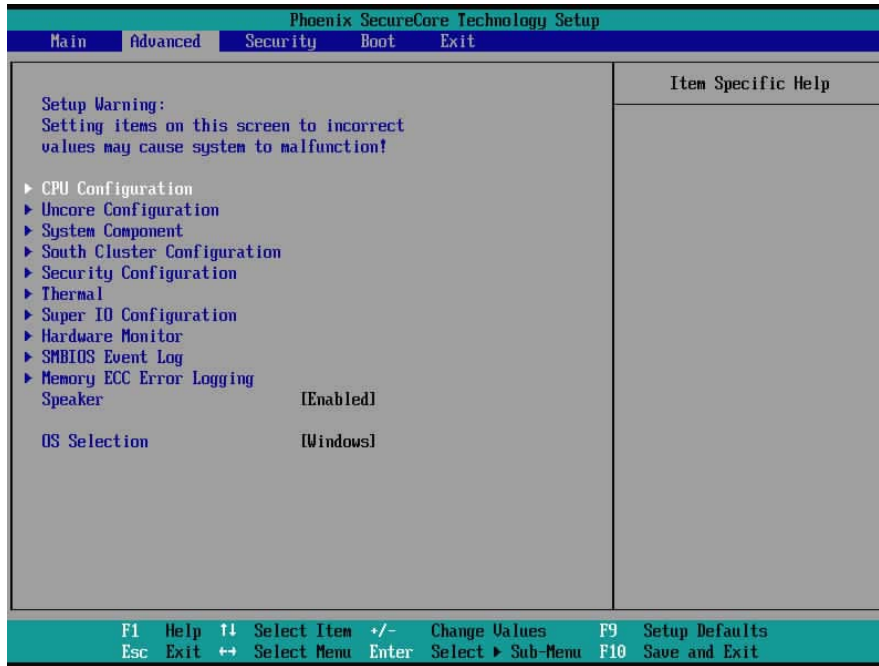 Phoenix SecureCore Technology Setup
Main Advanced Security Boot Exit
Item Specific Help
Setup Warning:
Setting items on this screen to incorrect
values may cause system to malfunction!
▶ CPU Configuration
▶ Uncore Configuration
▶ System Component
▶ South Cluster Configuration
▶ Security Configuration
▶ Thermal
▶ Super IO Configuration
▶ Hardware Monitor
▶ SMBIOS Event Log
▶ Memory ECC Error Logging
Speaker [Enabled]
OS Selection [Windows]
F1 Help ↑↓ Select Item +/- Change Values F9 Setup Defaults
Esc Exit ↔ Select Menu Enter Select ▶ Sub-Menu F10 Save and Exit